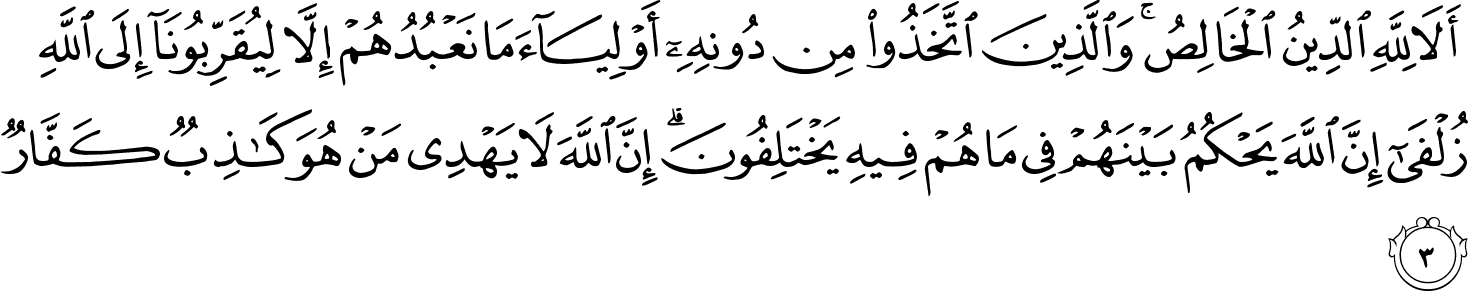 أَلَا لِلَّهِ ٱلدِّينُ ٱلْخَالِصُ ۚ وَٱلَّذِينَ ٱتَّخَذُوا۟ مِن دُونِهِۦٓ أَوْلِيَآءَ مَا نَعْبُدُهُمْ إِلَّا لِيُقَرِّبُونَآ إِلَى ٱللَّهِ
زُلْفَىٰٓ إِنَّ ٱللَّهَ يَحْكُمُ بَيْنَهُمْ فِى مَا هُمْ فِيهِ يَخْتَلِفُونَ ۗ إِنَّ ٱللَّهَ لَا يَهْدِى مَنْ هُوَ كَـٰذِبٌ كَفَّارٌ
٣